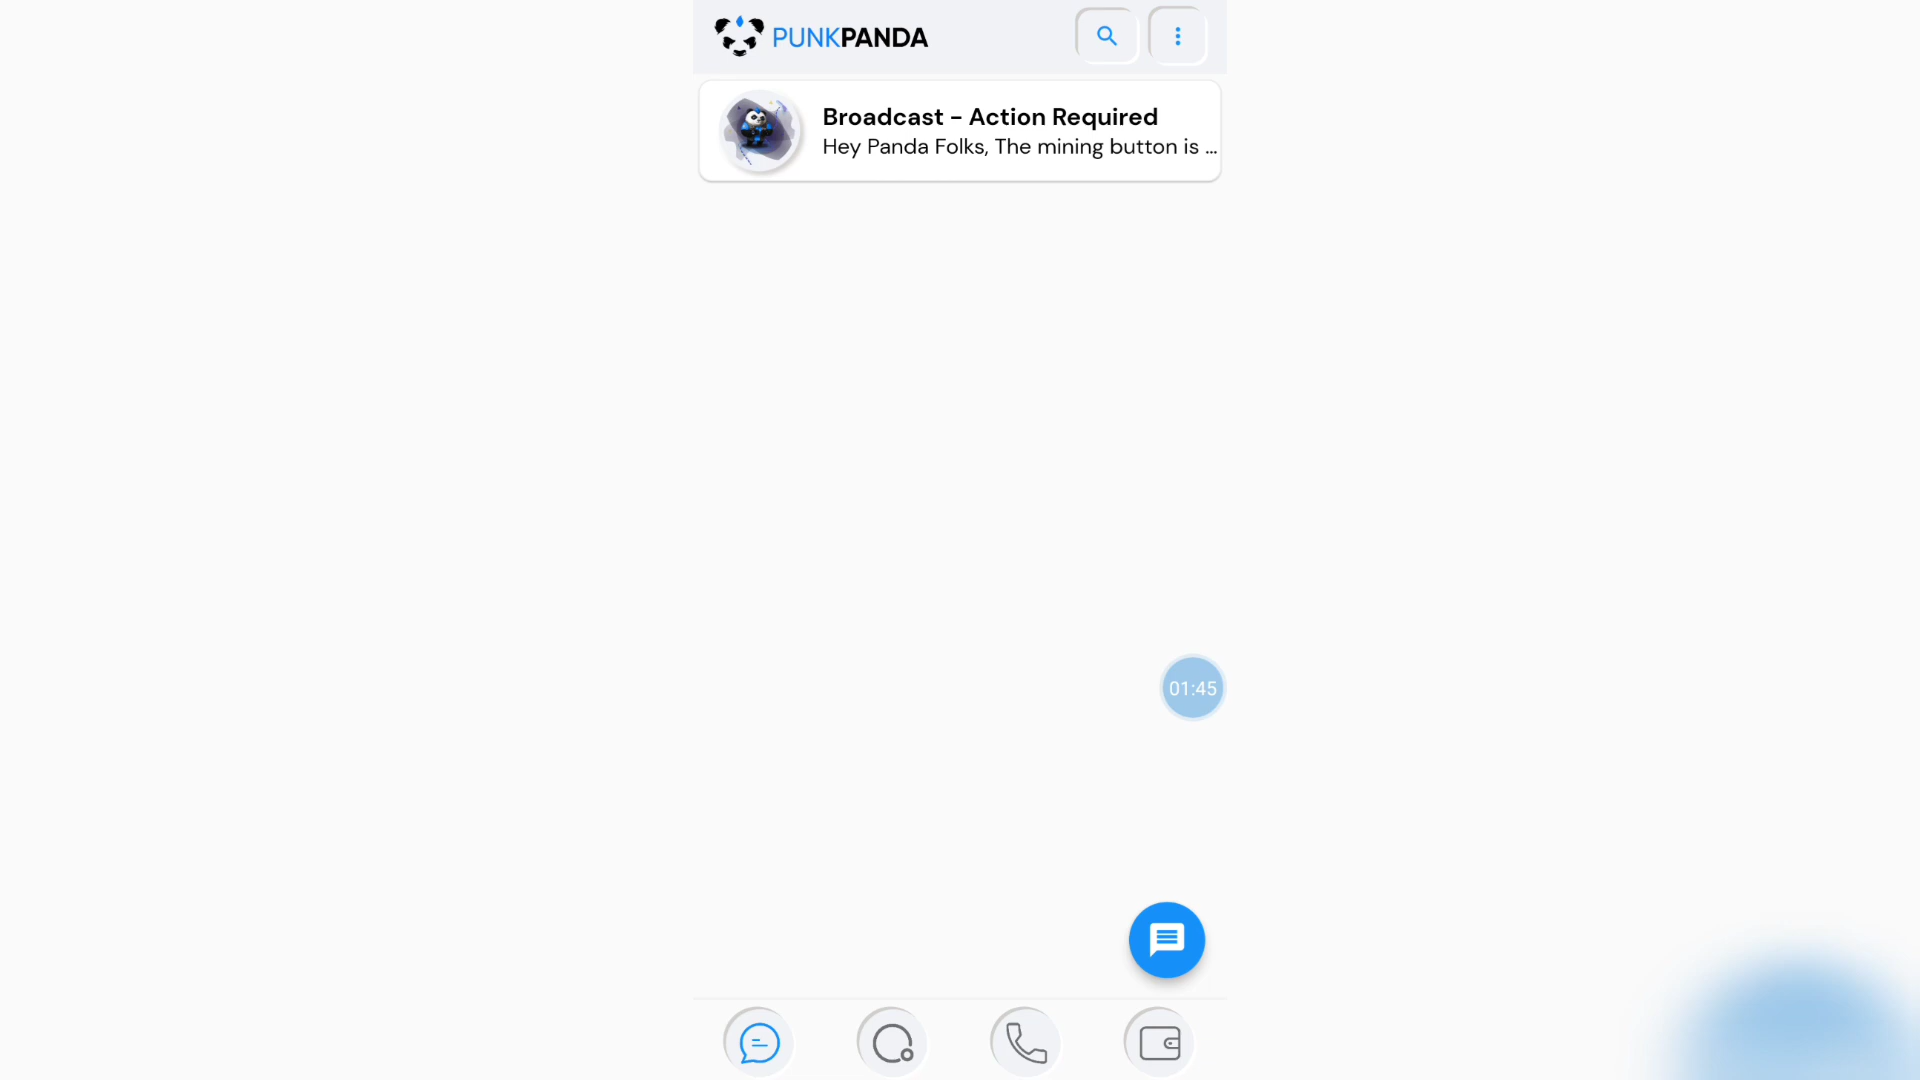 PUNKPANDA
Broadcast - Action Required
Hey Panda Folks, The mining button is ...
01:45